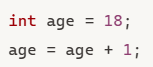 int age = 18;
age = age + 1;